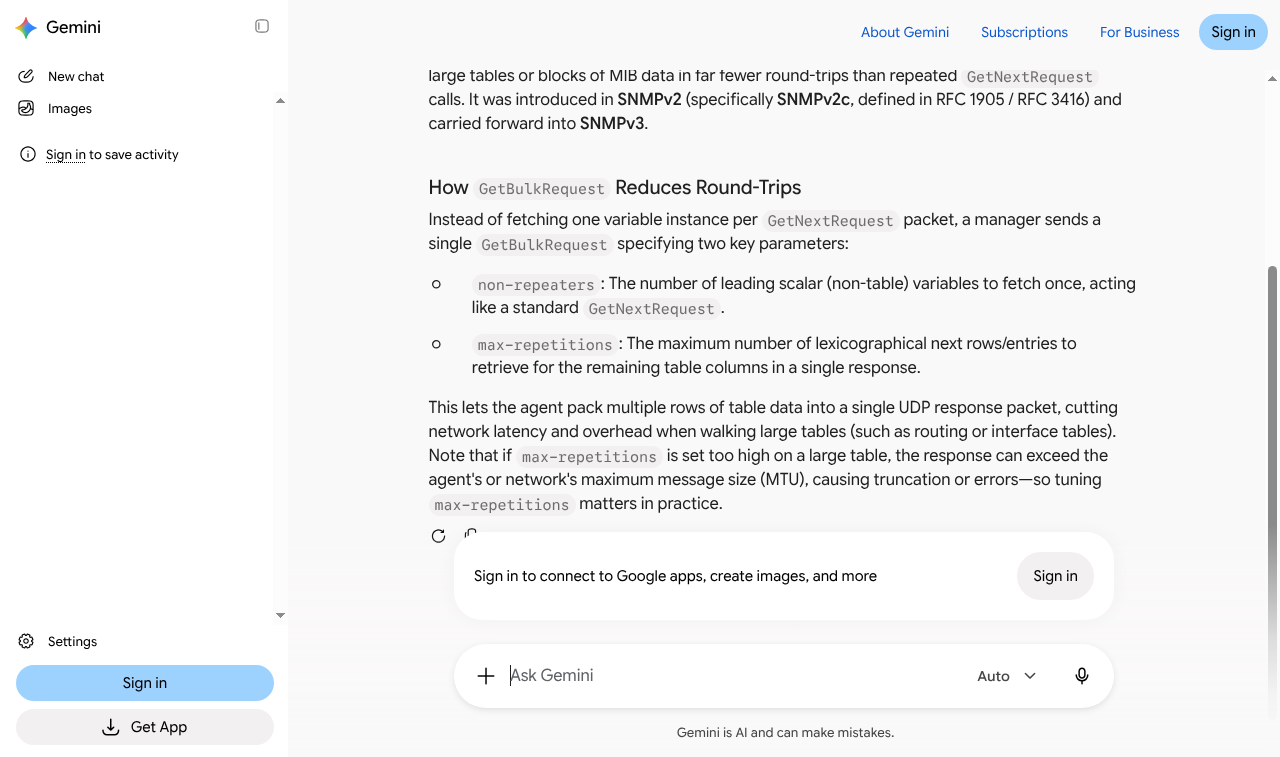 Gemini
New chat
Images
Sign in to save activity
Settings
Sign in
Get App
About Gemini
Subscriptions
For Business
Sign in
large tables or blocks of MIB data in far fewer round-trips than repeated GetNextRequest
calls. It was introduced in SNMPv2 (specifically SNMPv2c, defined in RFC 1905 / RFC 3416) and
carried forward into SNMPv3.
How GetBulkRequest Reduces Round-Trips
Instead of fetching one variable instance per GetNextRequest packet, a manager sends a
single GetBulkRequest specifying two key parameters:
non-repeaters: The number of leading scalar (non-table) variables to fetch once, acting
like a standard GetNextRequest.
max-repetitions: The maximum number of lexicographical next rows/entries to
retrieve for the remaining table columns in a single response.
This lets the agent pack multiple rows of table data into a single UDP response packet, cutting
network latency and overhead when walking large tables (such as routing or interface tables).
Note that if max-repetitions is set too high on a large table, the response can exceed the
agent's or network's maximum message size (MTU), causing truncation or errors—so tuning
max-repetitions matters in practice.
Sign in to connect to Google apps, create images, and more
Sign in
Ask Gemini
Auto
Gemini is AI and can make mistakes.